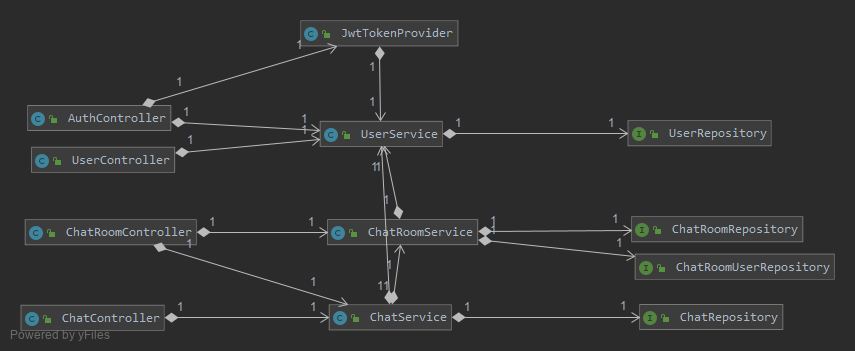 C JwtTokenProvider
1
1
1
1
C AuthController
1
1
C UserService
1
I UserRepository
1
1
C UserController
1
11
1
C ChatRoomController
1
1
1
C ChatRoomService
1
1
I ChatRoomRepository
1
1
I ChatRoomUserRepository
1
1
11
C ChatController
1
1
C ChatService
1
1
I ChatRepository
Powered by yFiles